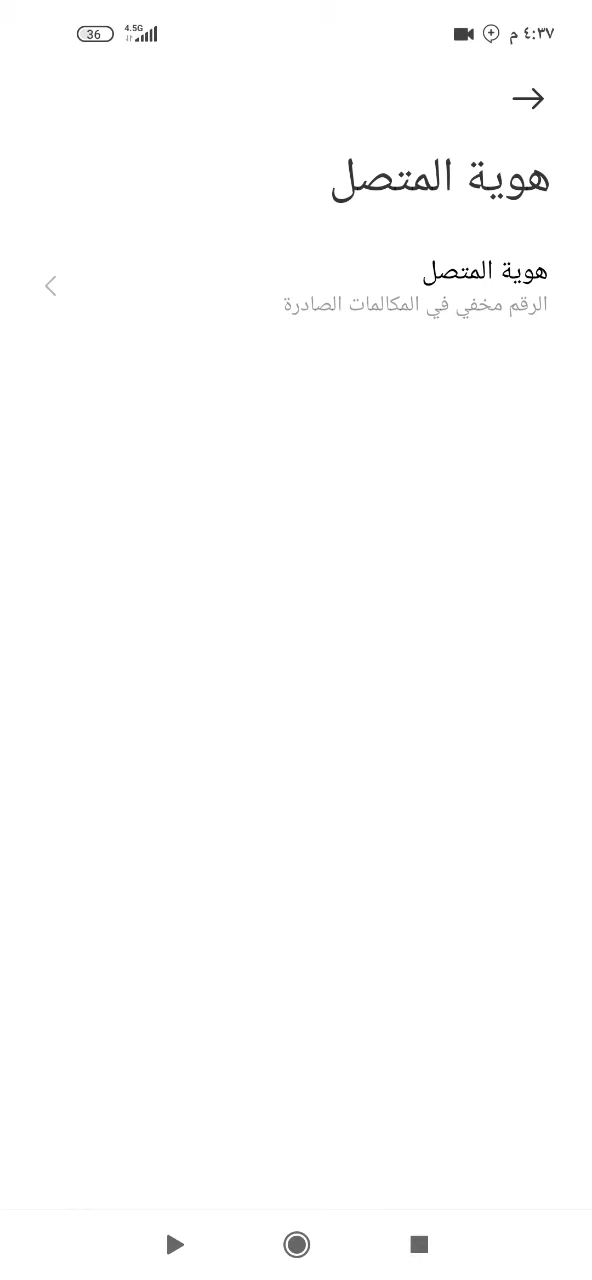 ٤:٣٧ م
4.5G
36
هوية المتصل
هوية المتصل
الرقم مخفي في المكالمات الصادرة